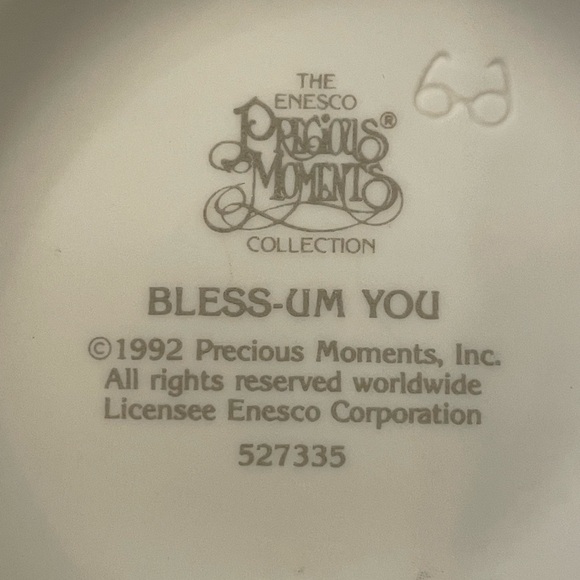 THE
ENESCO
PRECIOUS®
MOMENTS
COLLECTION
BLESS-UM YOU
©1992 Precious Moments, Inc.
All rights reserved worldwide
Licensee Enesco Corporation
527335